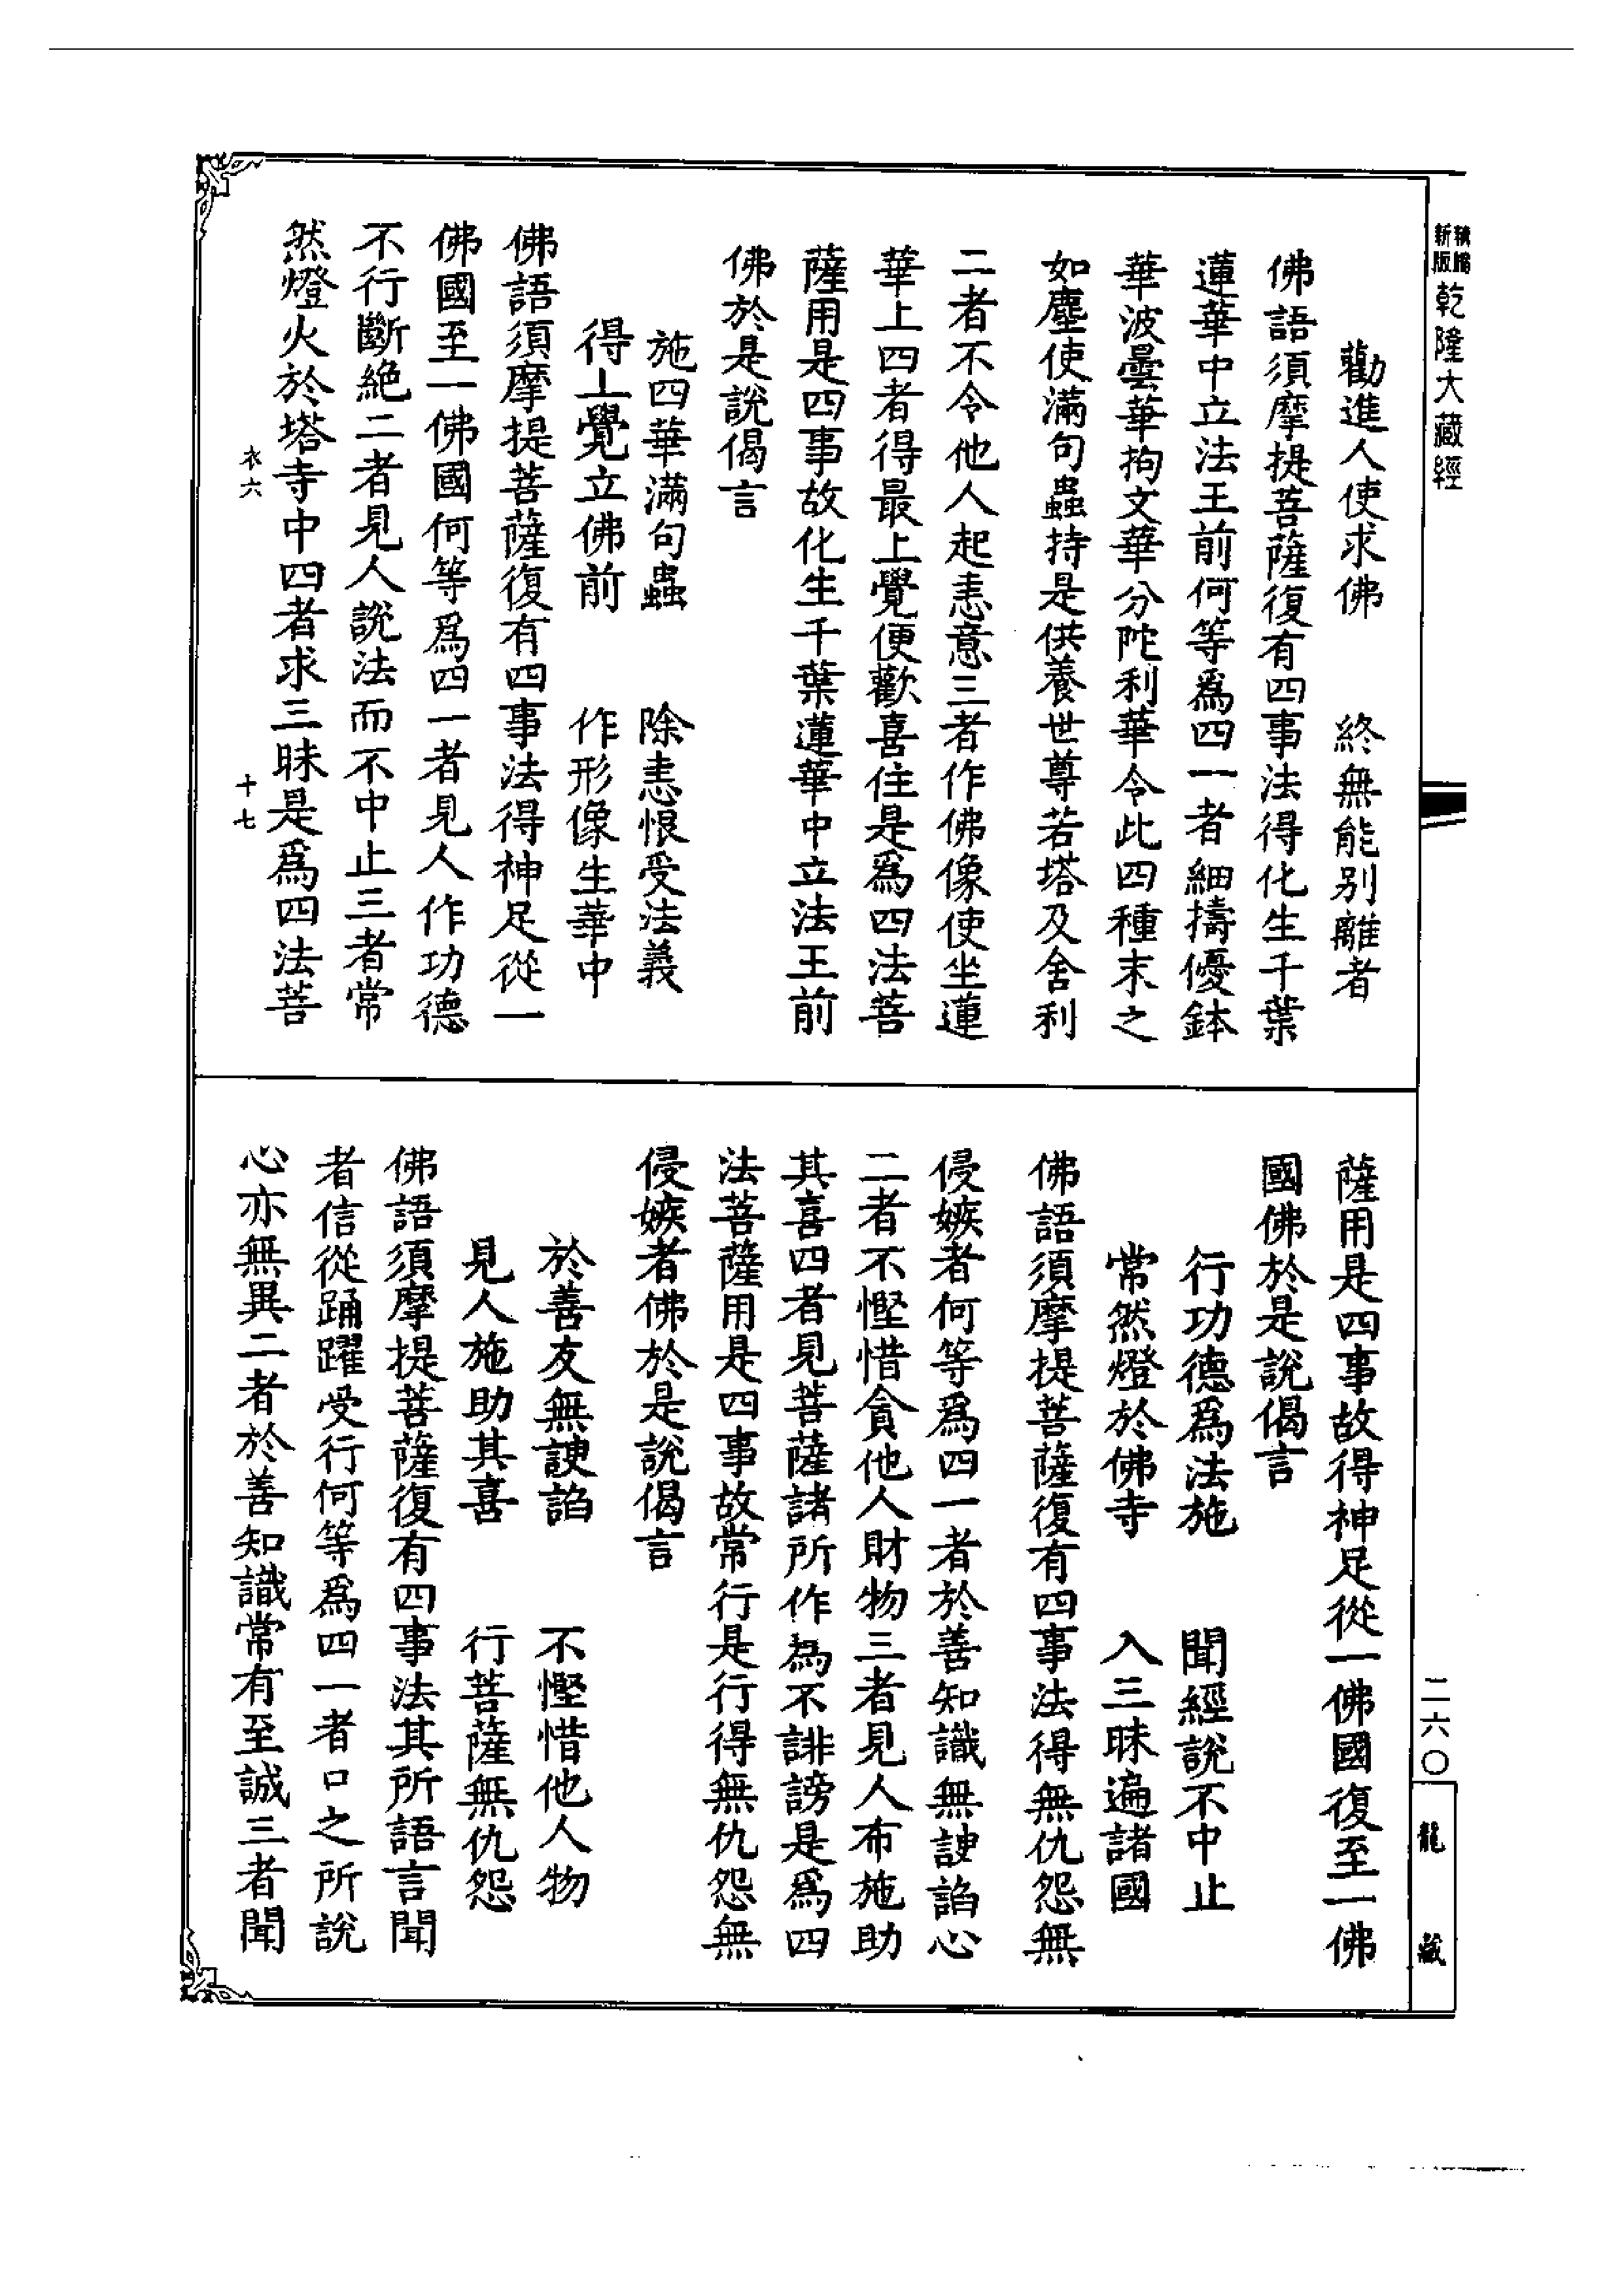 新版
乾隆大藏經
勸進人使求佛　終無能別離者
佛語須摩提菩薩復有四事法得化生千葉
蓮華中立法王前何等爲四一者細擣優鉢
華波曇華拘文華分陀利華令此四種末之
如塵使滿句蟲持是供養世尊若塔及舍利
二者不令他人起恚意三者作佛像使坐蓮
華上四者得最上覺便歡喜住是爲四法菩
薩用是四事故化生千葉蓮華中立法王前
佛於是說偈言
施四華滿句蟲　除恚恨受法義
得上覺立佛前　作形像生華中
佛語須摩提菩薩復有四事法得神足從一
佛國至一佛國何等爲四一者見人作功德
不行斷絶二者見人說法而不中止三者常
然燈火於塔寺中四者求三昧是爲四法菩
衣六　十七
薩用是四事故得神足從一佛國復至一佛
國佛於是說偈言
行功德爲法施　聞經說不中止
常然燈於佛寺　入三昧遍諸國
佛語須摩提菩薩復有四事法得無仇怨無
侵嫉者何等爲四一者於善知識無諛諂心
二者不慳惜貪他人財物三者見人布施助
其喜四者見菩薩諸所作爲不誹謗是爲四
法菩薩用是四事故常行是行得無仇怨無
侵嫉者佛於是說偈言
於善友無諛諂　不慳惜他人物
見人施助其喜　行菩薩無仇怨
佛語須摩提菩薩復有四事法其所語言聞
者信從踊躍受行何等爲四一者口之所說
心亦無異二者於善知識常有至誠三者聞
二六〇
龍藏